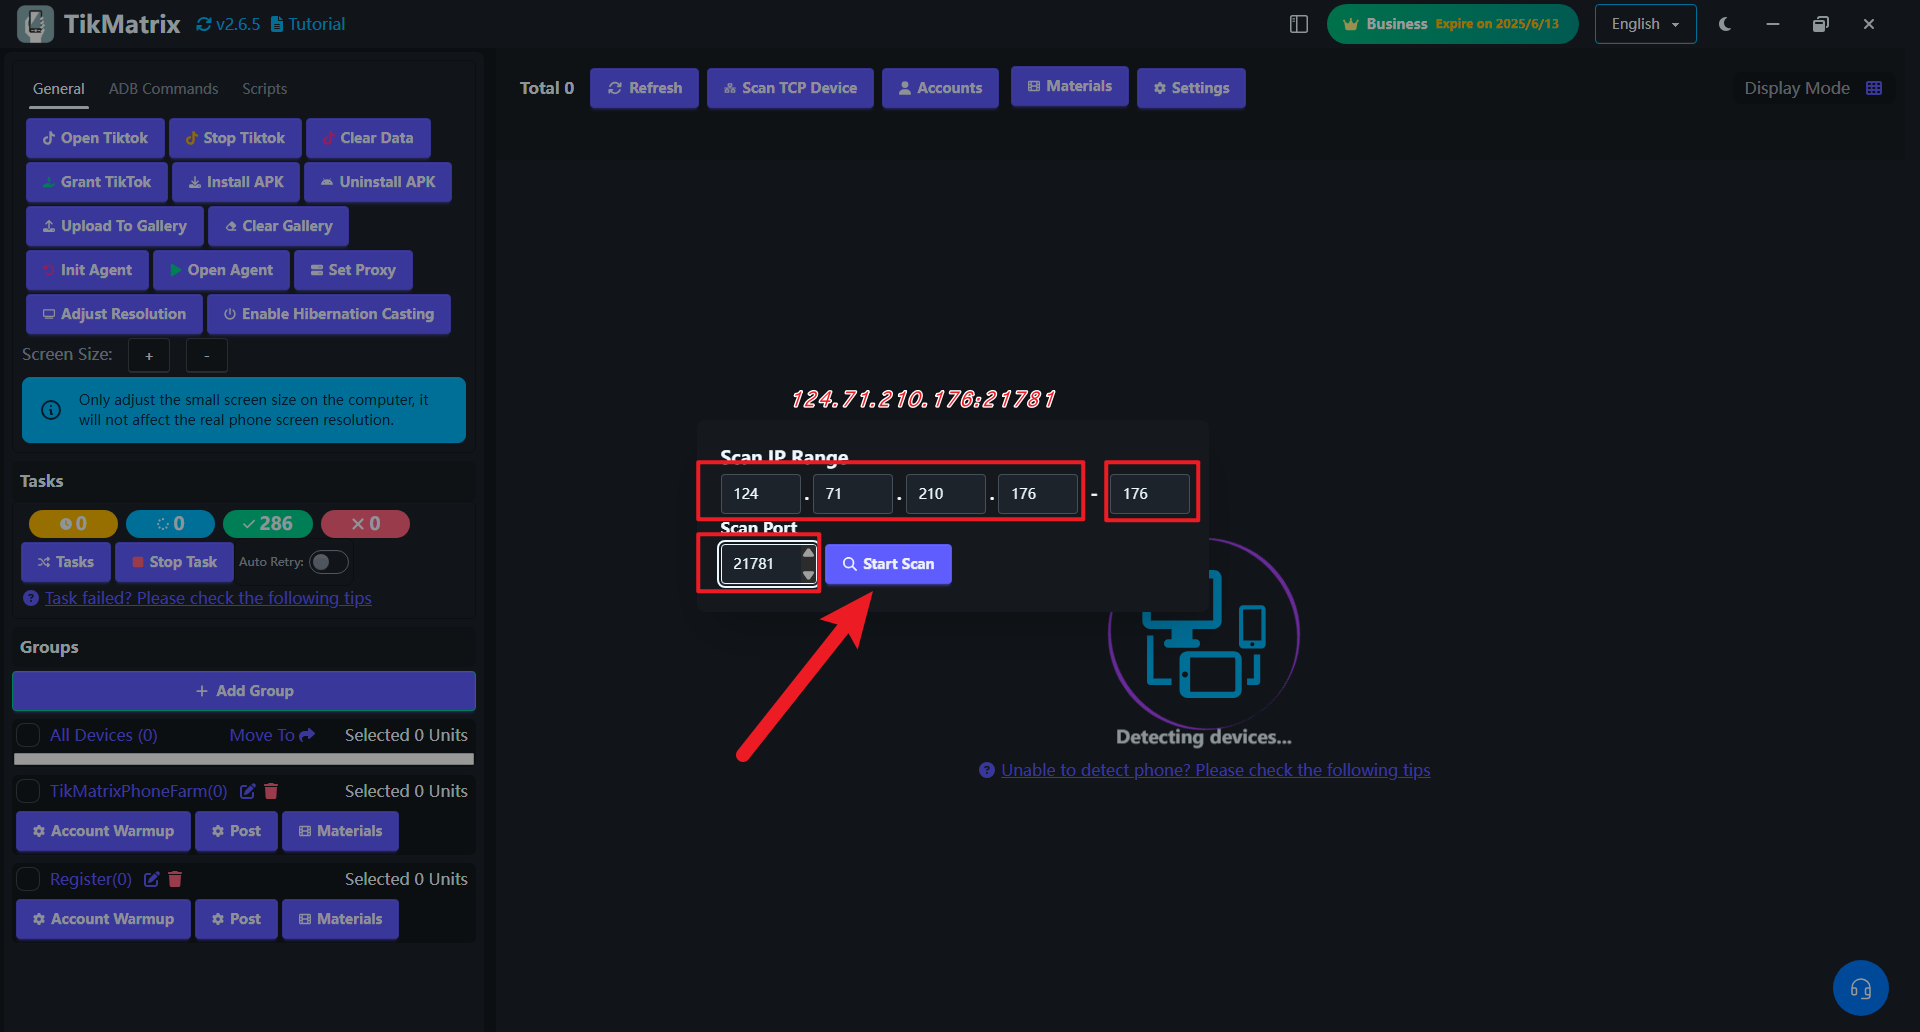 TikMatrix v2.6.5 Tutorial
Business Expire on 2025/6/13
English
General ADB Commands Scripts
Open Tiktok Stop Tiktok Clear Data
Grant TikTok Install APK Uninstall APK
Upload To Gallery Clear Gallery
Init Agent Open Agent Set Proxy
Adjust Resolution Enable Hibernation Casting
Screen Size: + -
Only adjust the small screen size on the computer, it
will not affect the real phone screen resolution.
Tasks
0 0 286 0
Tasks Stop Task Auto Retry:
Task failed? Please check the following tips
Groups
+ Add Group
All Devices (0) Move To Selected 0 Units
TikMatrixPhoneFarm(0) Selected 0 Units
Account Warmup Post Materials
Register(0) Selected 0 Units
Account Warmup Post Materials
Total 0 Refresh Scan TCP Device Accounts Materials Settings
Display Mode
124.71.210.176:21781
Scan IP Range
124 . 71 . 210 . 176 - 176
Scan Port
21781 Start Scan
Detecting devices...
Unable to detect phone? Please check the following tips